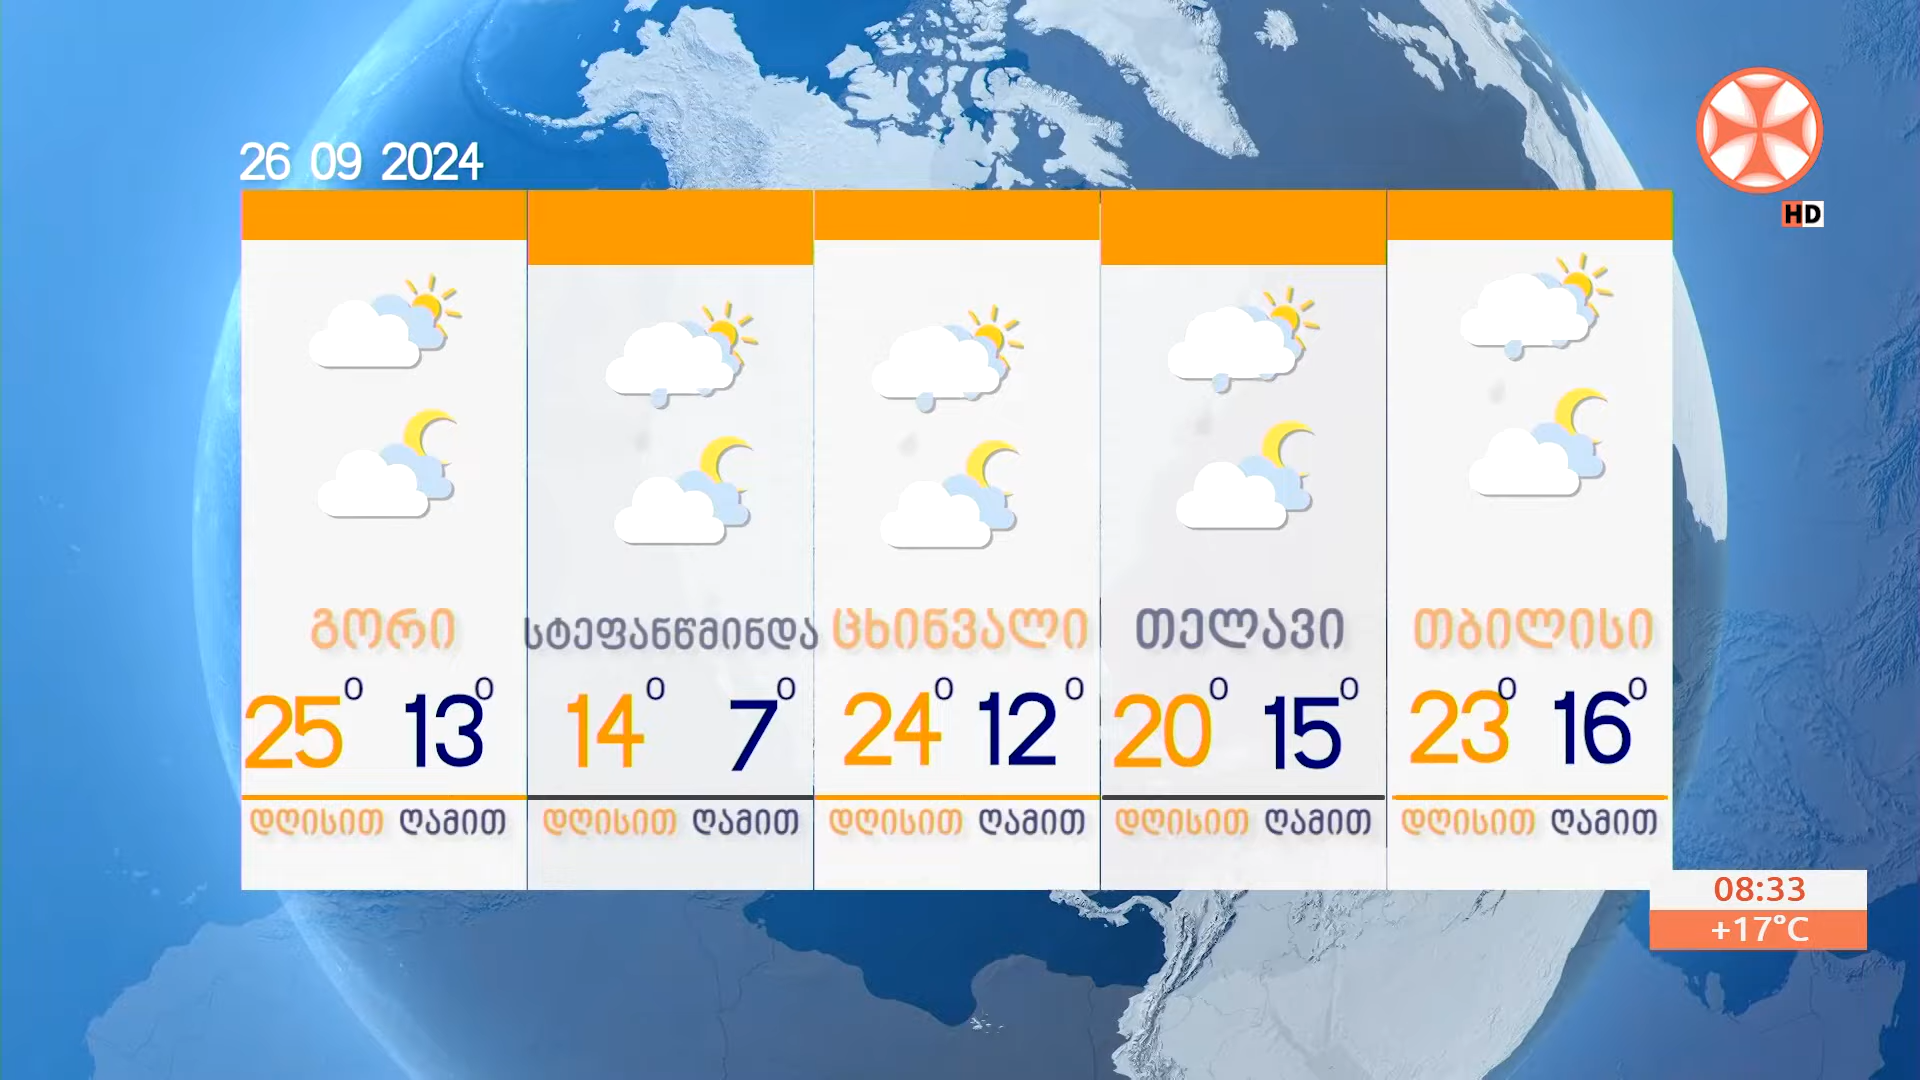 26 09 2024
HD
გორი
სტეფანწმინდა
ცხინვალი
თელავი
თბილისი
25° 13°
14° 7°
24° 12°
20° 15°
23° 16°
დღისით ღამით
დღისით ღამით
დღისით ღამით
დღისით ღამით
დღისით ღამით
08:33
+17°C